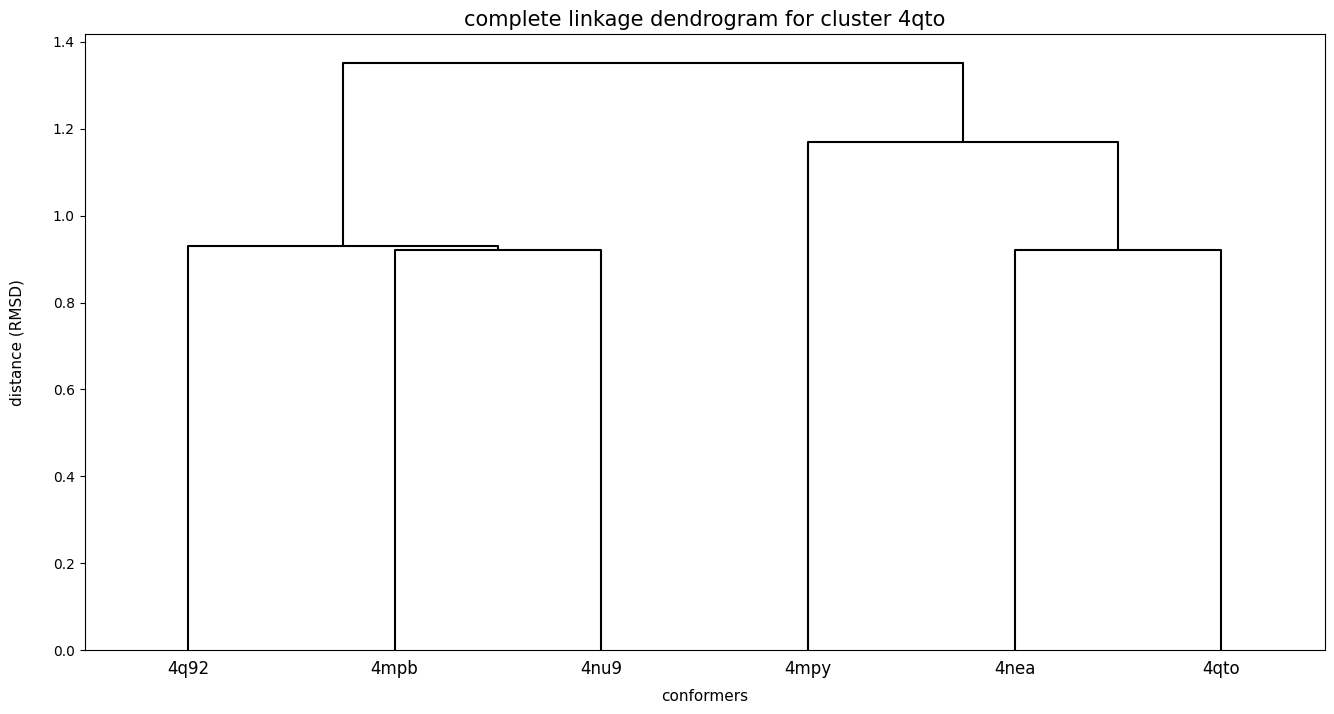 complete linkage dendrogram for cluster 4qto
1.4
1.2
1.0
0.8
0.6
0.4
0.2
0.0
distance (RMSD)
4q92 4mpb 4nu9 4mpy 4nea 4qto
conformers